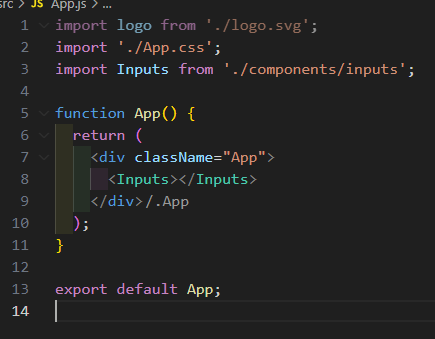 src > JS App.js > ...
1 import logo from './logo.svg';
2 import './App.css';
3 import Inputs from './components/inputs';
4
5 function App() {
6 return (
7 <div className="App">
8 <Inputs></Inputs>
9 </div>/.App
10 );
11 }
12
13 export default App;
14